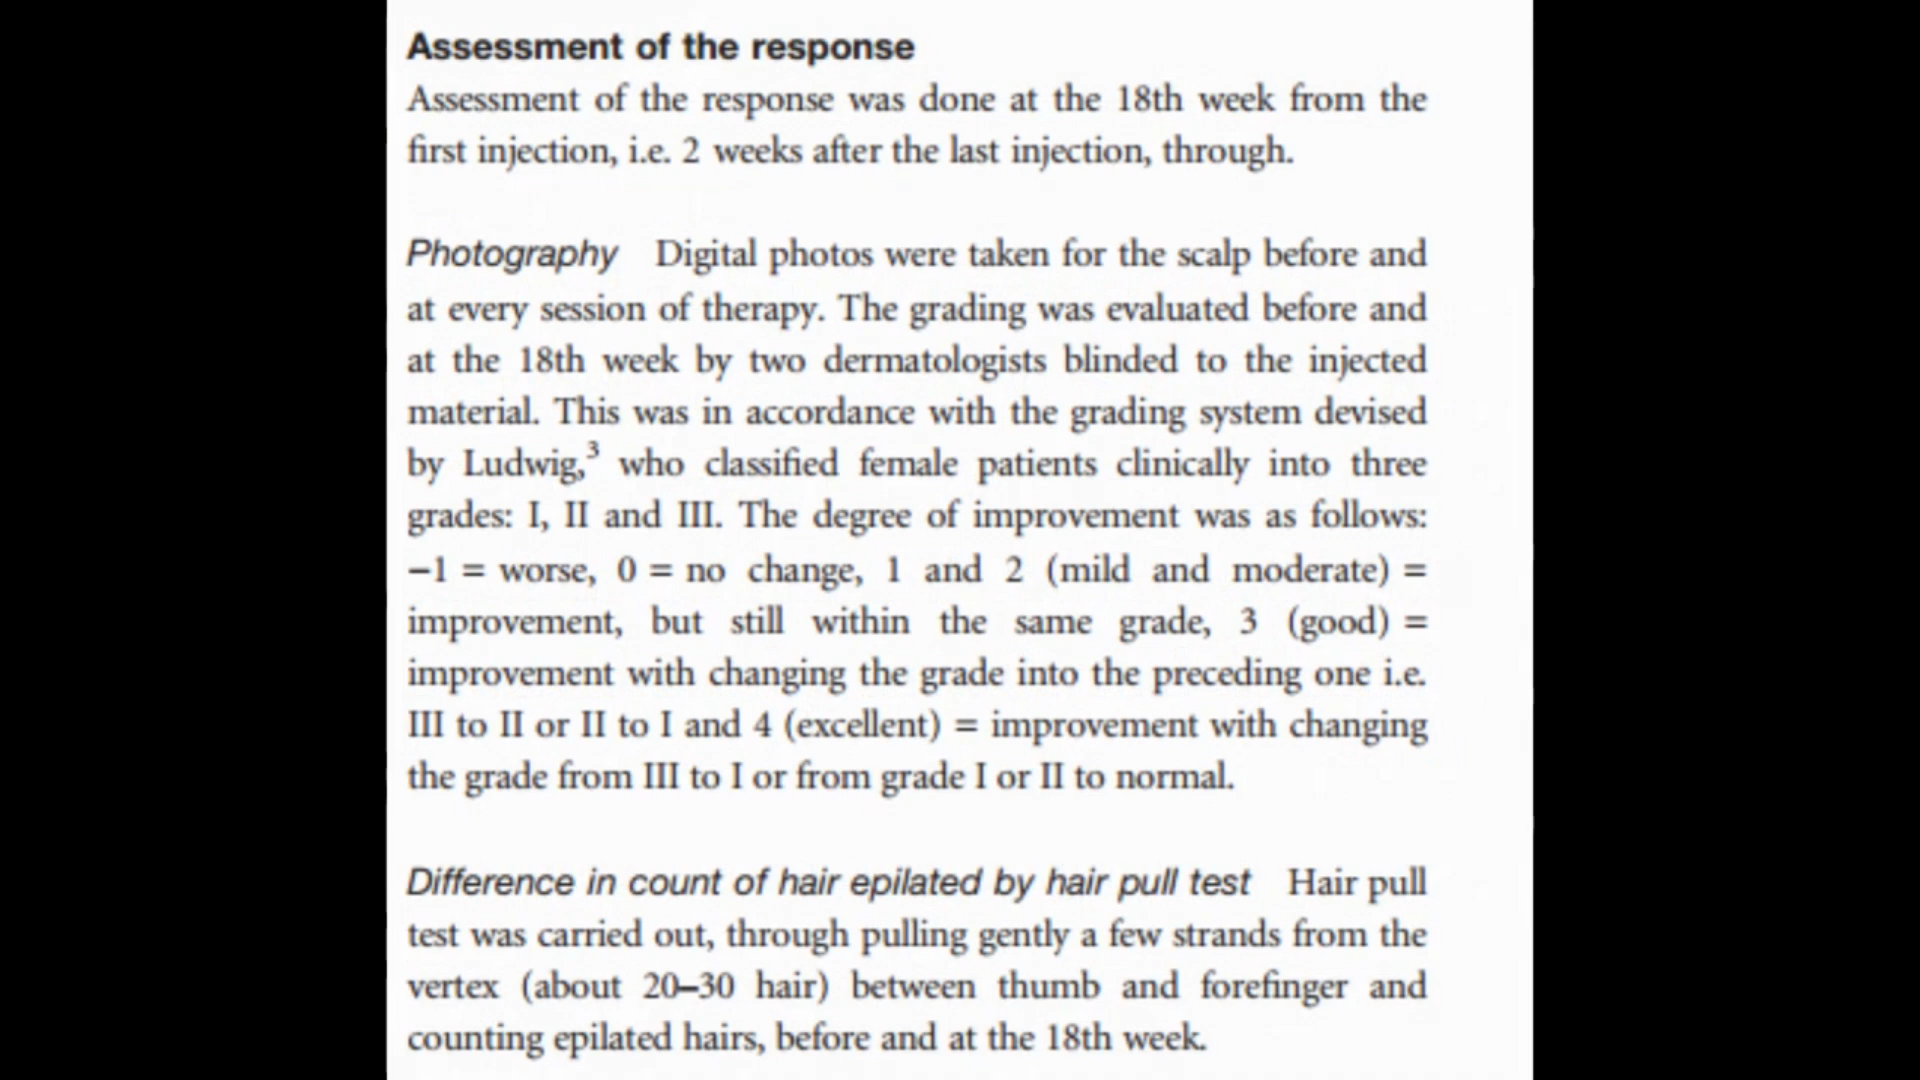 Assessment of the response
Assessment of the response was done at the 18th week from the
first injection, i.e. 2 weeks after the last injection, through.
Photography Digital photos were taken for the scalp before and
at every session of therapy. The grading was evaluated before and
at the 18th week by two dermatologists blinded to the injected
material. This was in accordance with the grading system devised
by Ludwig,³ who classified female patients clinically into three
grades: I, II and III. The degree of improvement was as follows:
−1 = worse, 0 = no change, 1 and 2 (mild and moderate) =
improvement, but still within the same grade, 3 (good) =
improvement with changing the grade into the preceding one i.e.
III to II or II to I and 4 (excellent) = improvement with changing
the grade from III to I or from grade I or II to normal.
Difference in count of hair epilated by hair pull test Hair pull
test was carried out, through pulling gently a few strands from the
vertex (about 20–30 hair) between thumb and forefinger and
counting epilated hairs, before and at the 18th week.